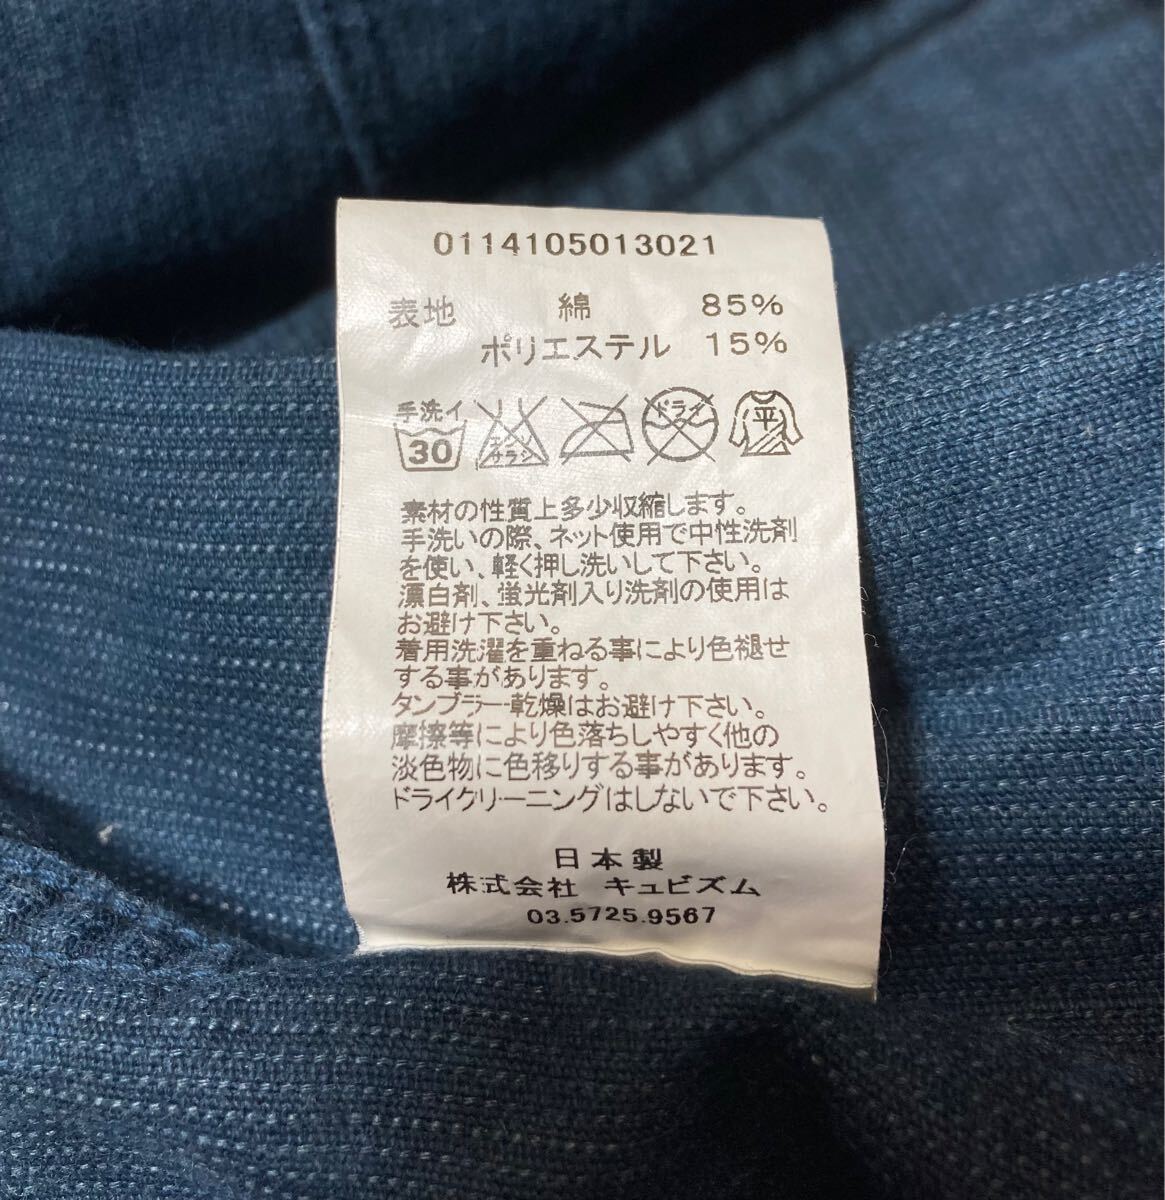 0114105013021
表地 綿 85%
ポリエステル 15%
手洗イ
30
エンソ
サラシ
ドライ
平
素材の性質上多少収縮します。
手洗いの際、ネット使用で中性洗剤
を使い、軽く押し洗いして下さい。
漂白剤、蛍光剤入り洗剤の使用は
お避け下さい。
着用洗濯を重ねる事により色褪せ
する事があります。
タンブラー乾燥はお避け下さい。
摩擦等により色落ちしやすく他の
淡色物に色移りする事があります。
ドライクリーニングはしないで下さい。
日本製
株式会社 キュビズム
03.5725.9567